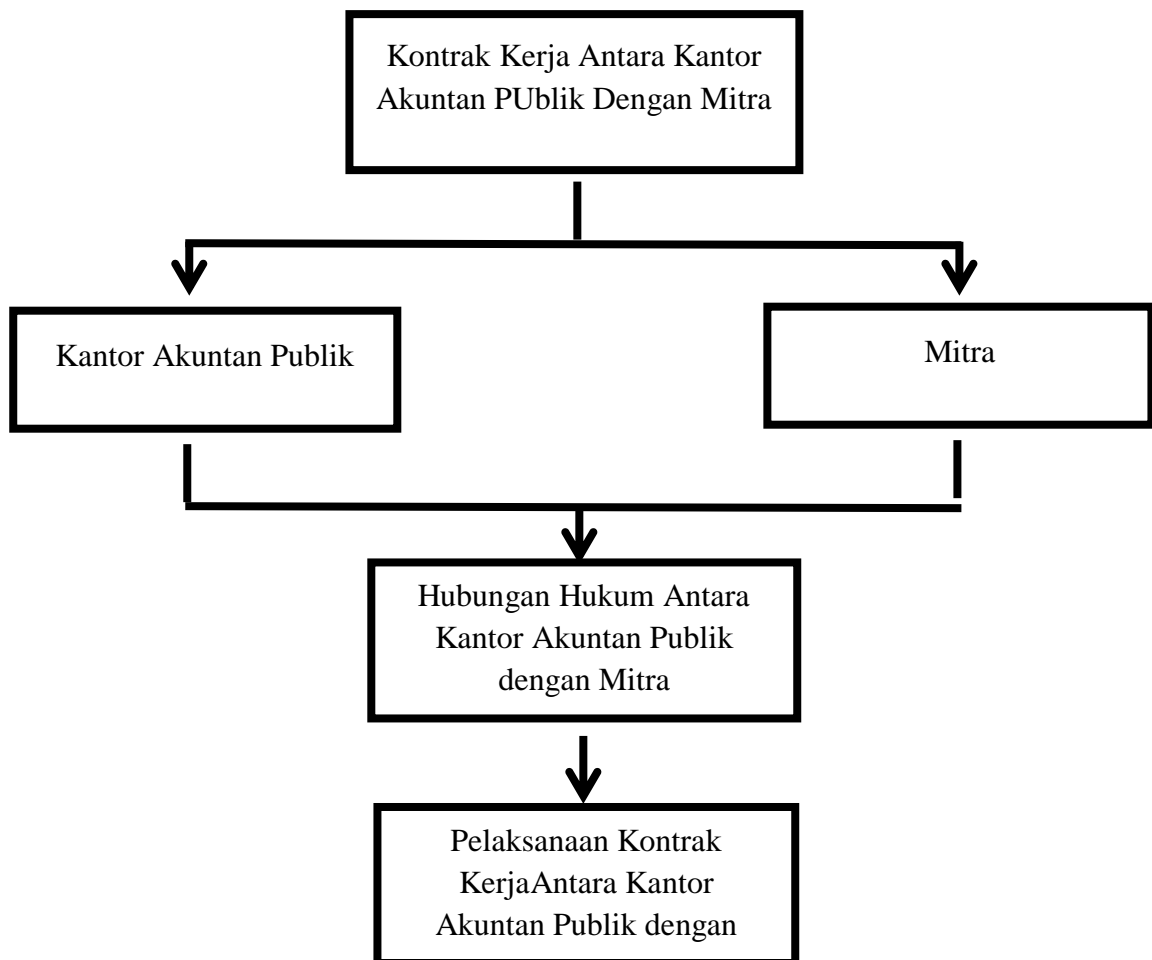 Kontrak Kerja Antara Kantor
Akuntan PUblik Dengan Mitra
Kantor Akuntan Publik
Mitra
Hubungan Hukum Antara
Kantor Akuntan Publik
dengan Mitra
Pelaksanaan Kontrak
KerjaAntara Kantor
Akuntan Publik dengan